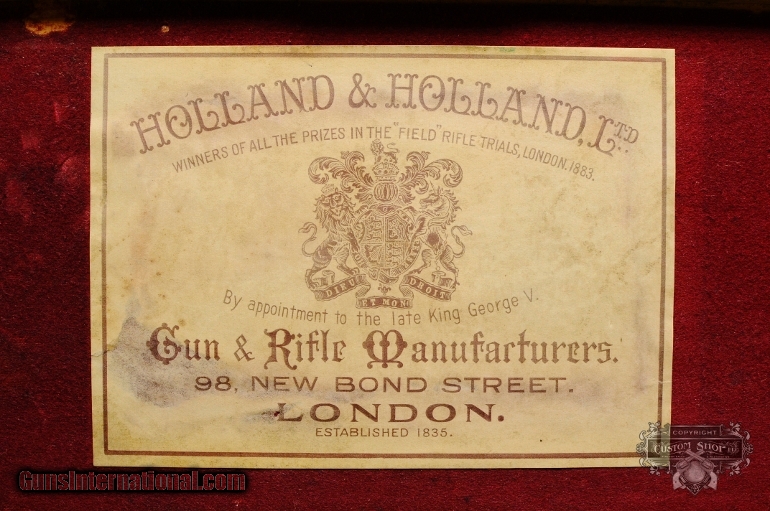 HOLLAND & HOLLAND, LTD.
WINNERS OF ALL THE PRIZES IN THE "FIELD" RIFLE TRIALS, LONDON. 1883.
DIEU ET MON DROIT
By appointment to the late King George V.
Gun & Rifle Manufacturers.
98, NEW BOND STREET.
LONDON.
ESTABLISHED 1835.
COPYRIGHT
CUSTOM SHOP
GunsInternational.com